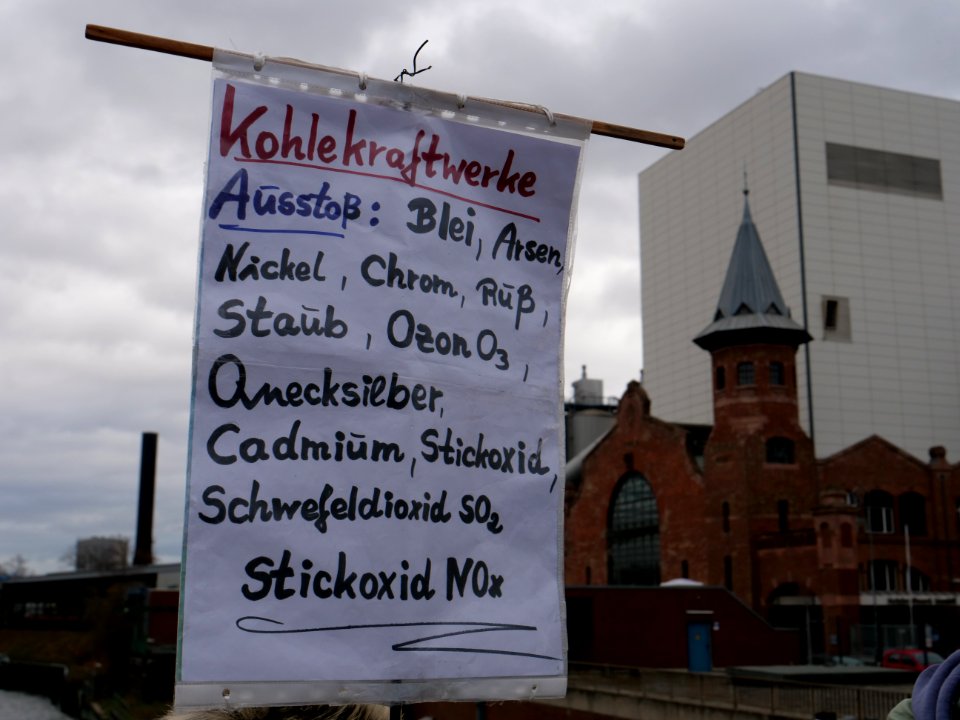 Kohlekraftwerke
Ausstoß: Blei, Arsen,
Nickel, Chrom, Ruß,
Staub, Ozon O₃,
Quecksilber,
Cadmium, Stickoxid,
Schwefeldioxid SO₂
Stickoxid NOx